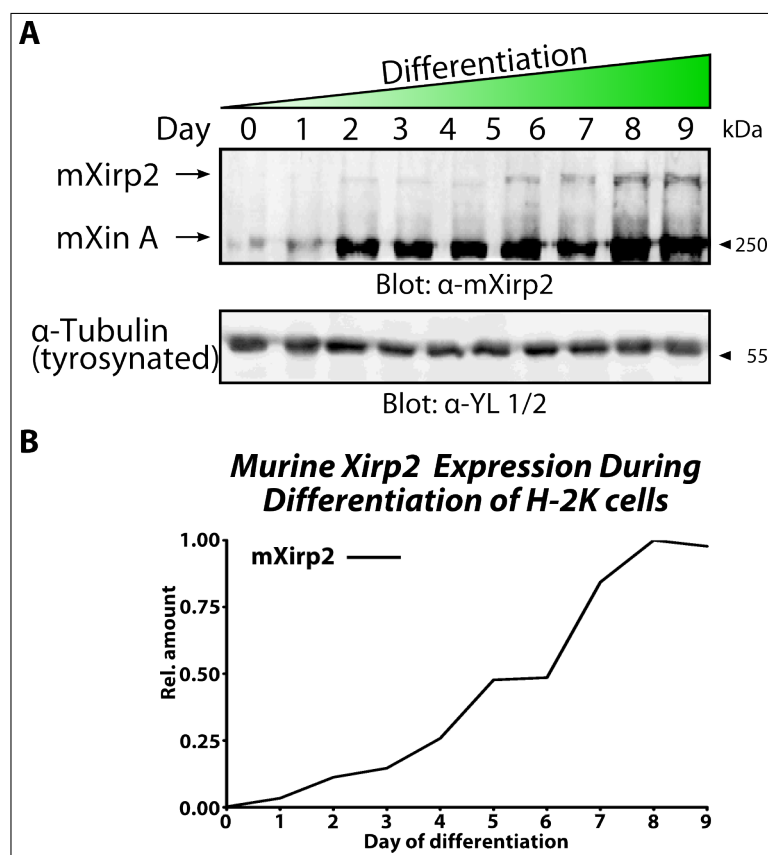 A
Differentiation
Day 0 1 2 3 4 5 6 7 8 9 kDa
mXirp2
mXin A
250
Blot: α-mXirp2
α-Tubulin
(tyrosynated)
55
Blot: α-YL 1/2
B
Murine Xirp2 Expression During
Differentiation of H-2K cells
mXirp2
Rel. amount
1.00
0.75
0.50
0.25
0.00
0 1 2 3 4 5 6 7 8 9
Day of differentiation